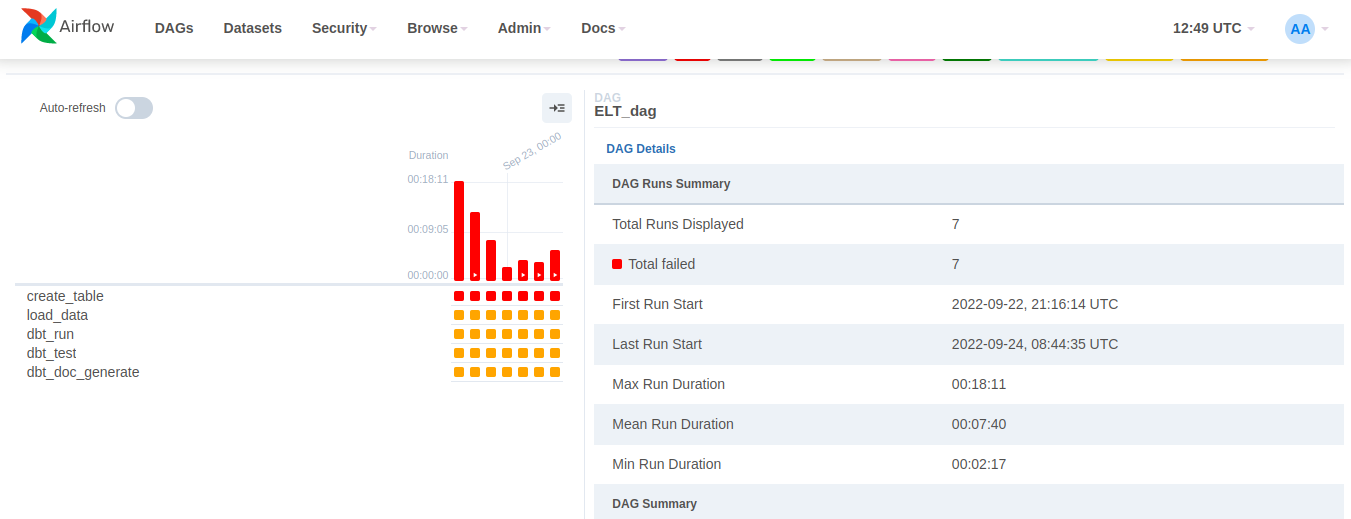 Airflow DAGs Datasets Security Browse Admin Docs 12:49 UTC AA
Auto-refresh
Duration
Sep 23, 00:00
00:18:11
00:09:05
00:00:00
create_table
load_data
dbt_run
dbt_test
dbt_doc_generate
DAG
ELT_dag
DAG Details
DAG Runs Summary
Total Runs Displayed 7
Total failed 7
First Run Start 2022-09-22, 21:16:14 UTC
Last Run Start 2022-09-24, 08:44:35 UTC
Max Run Duration 00:18:11
Mean Run Duration 00:07:40
Min Run Duration 00:02:17
DAG Summary